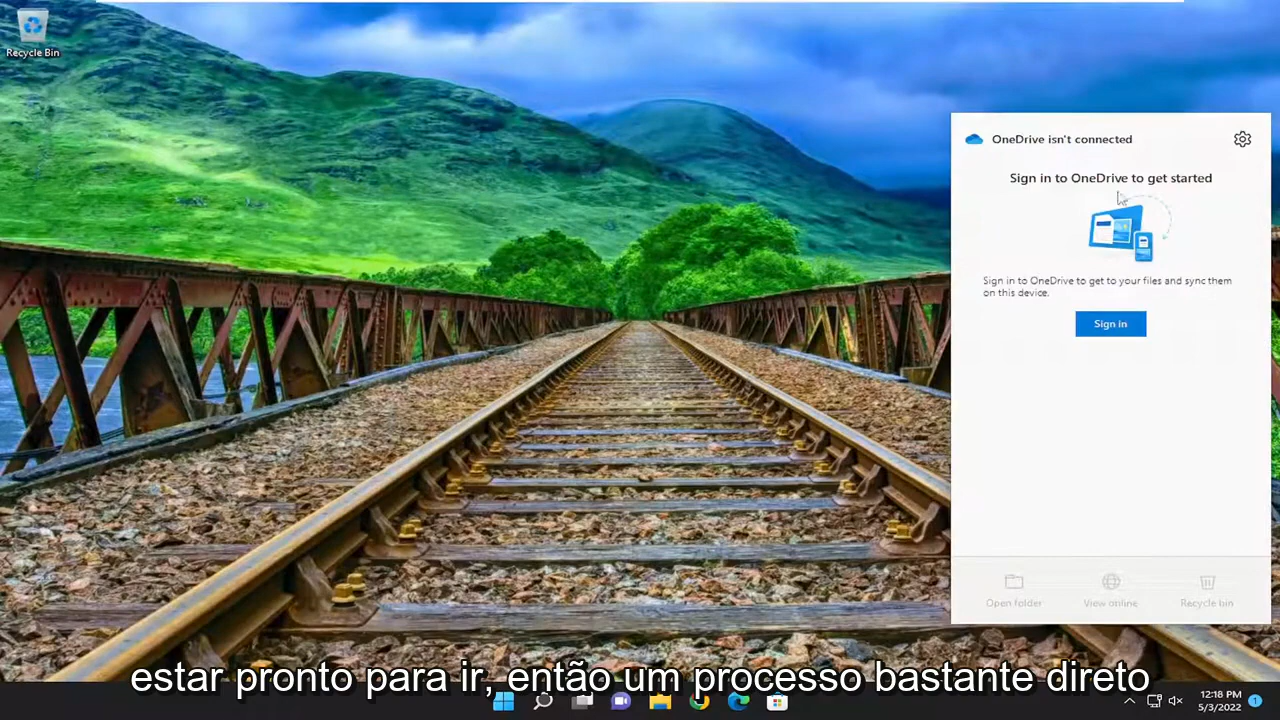 Recycle Bin
OneDrive isn't connected
Sign in to OneDrive to get started
Sign in to OneDrive to get to your files and sync them
on this device.
Sign in
Open folder
View online
Recycle bin
estar pronto para ir, então um processo bastante direto
12:18 PM
5/3/2022
1